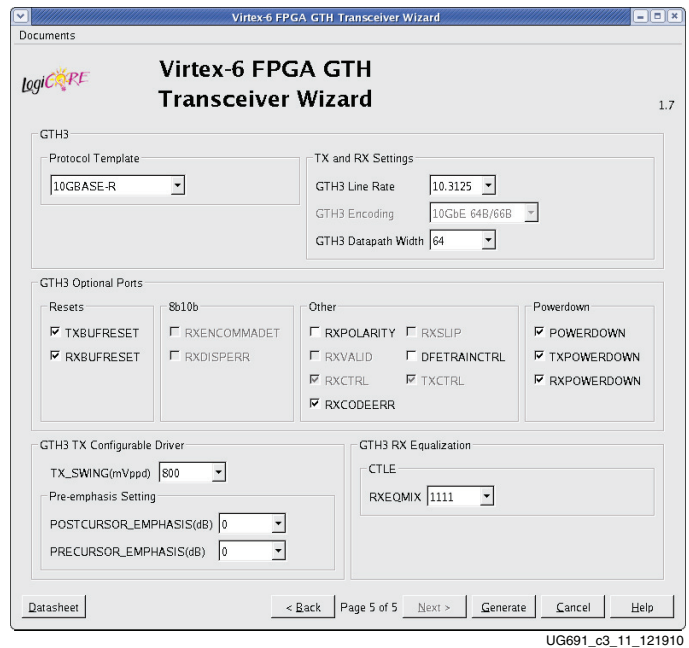 Virtex-6 FPGA GTH Transceiver Wizard
Documents
logiCORE
Virtex-6 FPGA GTH
Transceiver Wizard
1.7
GTH3
Protocol Template
10GBASE-R
TX and RX Settings
GTH3 Line Rate 10.3125
GTH3 Encoding 10GbE 64B/66B
GTH3 Datapath Width 64
GTH3 Optional Ports
Resets
TXBUFRESET
RXBUFRESET
8b10b
RXENCOMMADET
RXDISPERR
Other
RXPOLARITY RXSLIP
RXVALID DFETRAINCTRL
RXCTRL TXCTRL
RXCODEERR
Powerdown
POWERDOWN
TXPOWERDOWN
RXPOWERDOWN
GTH3 TX Configurable Driver
TX_SWING(mVppd) 800
Pre-emphasis Setting
POSTCURSOR_EMPHASIS(dB) 0
PRECURSOR_EMPHASIS(dB) 0
GTH3 RX Equalization
CTLE
RXEQMIX 1111
Datasheet < Back Page 5 of 5 Next > Generate Cancel Help
UG691_c3_11_121910